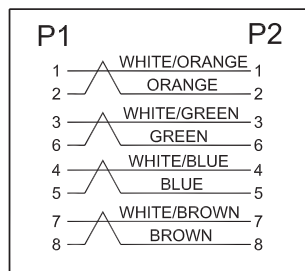 P1 P2
1 WHITE/ORANGE 1
2 ORANGE 2
3 WHITE/GREEN 3
6 GREEN 6
4 WHITE/BLUE 4
5 BLUE 5
7 WHITE/BROWN 7
8 BROWN 8